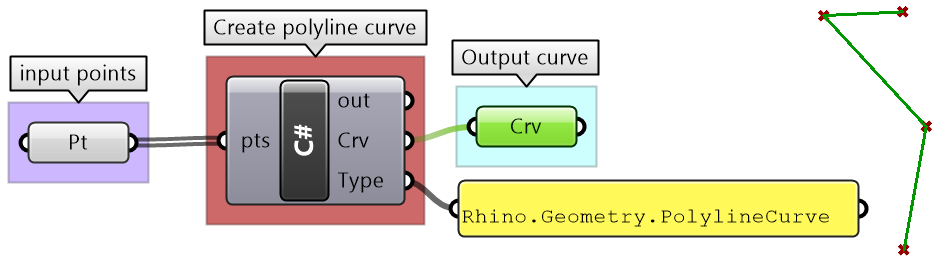 Create polyline curve
input points
Output curve
Pt
pts
C#
out
Crv
Type
Crv
Rhino.Geometry.PolylineCurve